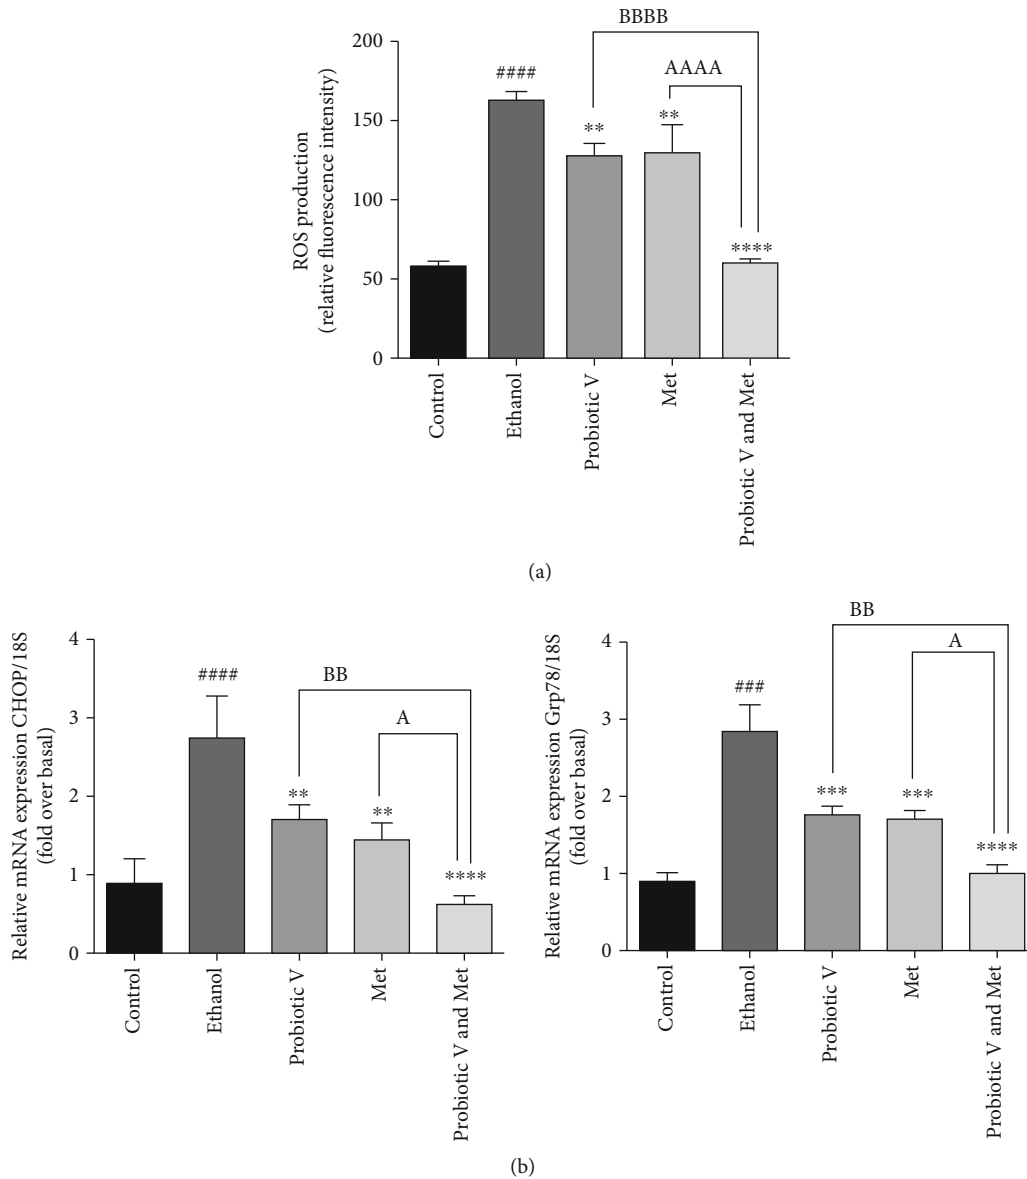 BBBB
AAAA
####
**
**
****
ROS production
(relative fluorescence intensity)
200
150
100
50
0
Control
Ethanol
Probiotic V
Met
Probiotic V and Met
(a)
Relative mRNA expression CHOP/18S
(fold over basal)
4
3
2
1
0
####
BB
A
**
**
****
Control
Ethanol
Probiotic V
Met
Probiotic V and Met
Relative mRNA expression Grp78/18S
(fold over basal)
4
3
2
1
0
BB
A
###
***
***
****
Control
Ethanol
Probiotic V
Met
Probiotic V and Met
(b)